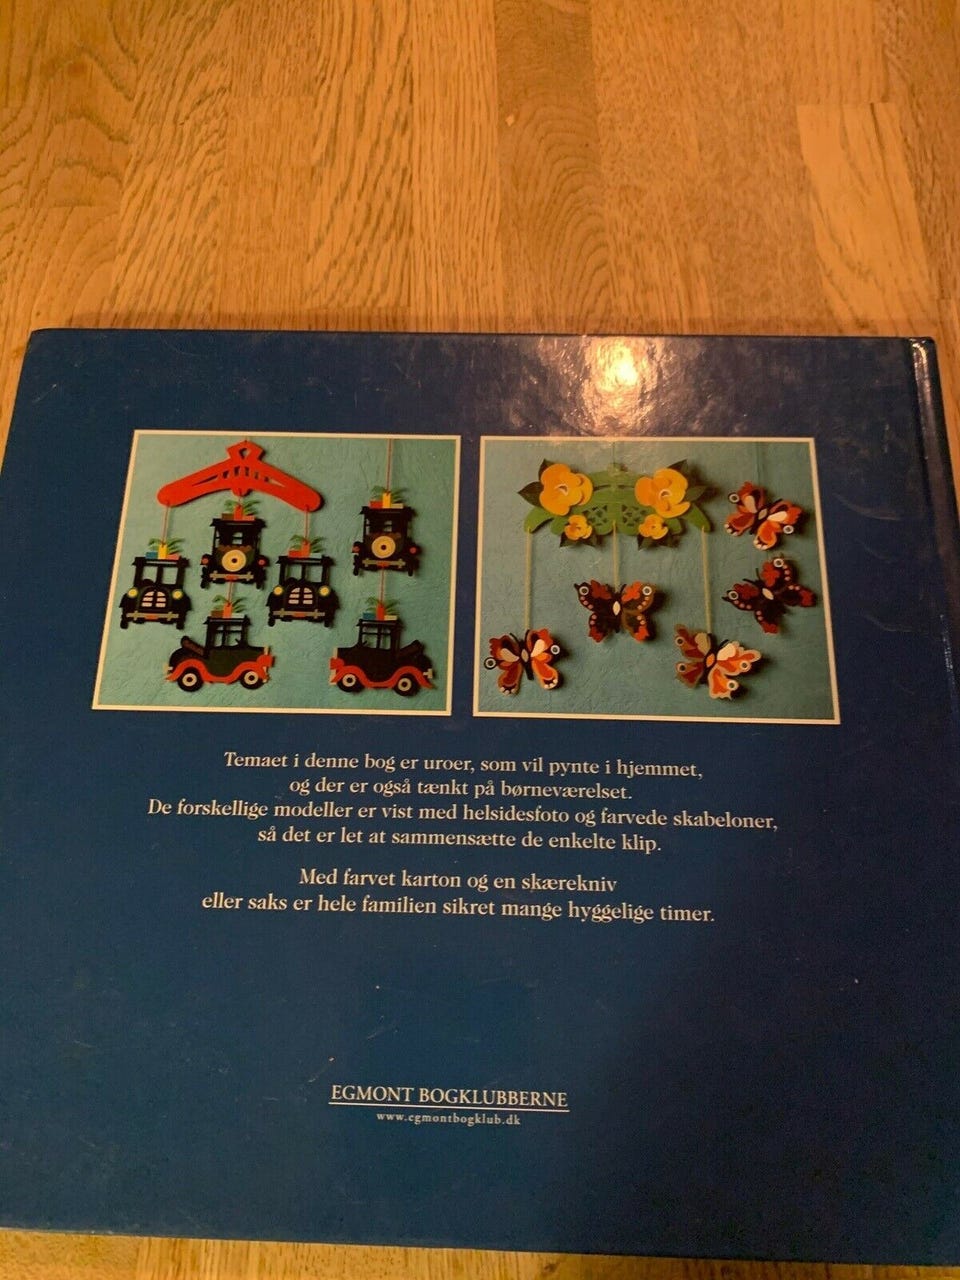 Temaet i denne bog er uroer, som vil pynte i hjemmet,
og der er også tænkt på børneværelset.
De forskellige modeller er vist med helsidesfoto og farvede skabeloner,
så det er let at sammensætte de enkelte klip.
Med farvet karton og en skærekniv
eller saks er hele familien sikret mange hyggelige timer.
EGMONT BOGKLUBBERNE
www.egmontbogklub.dk